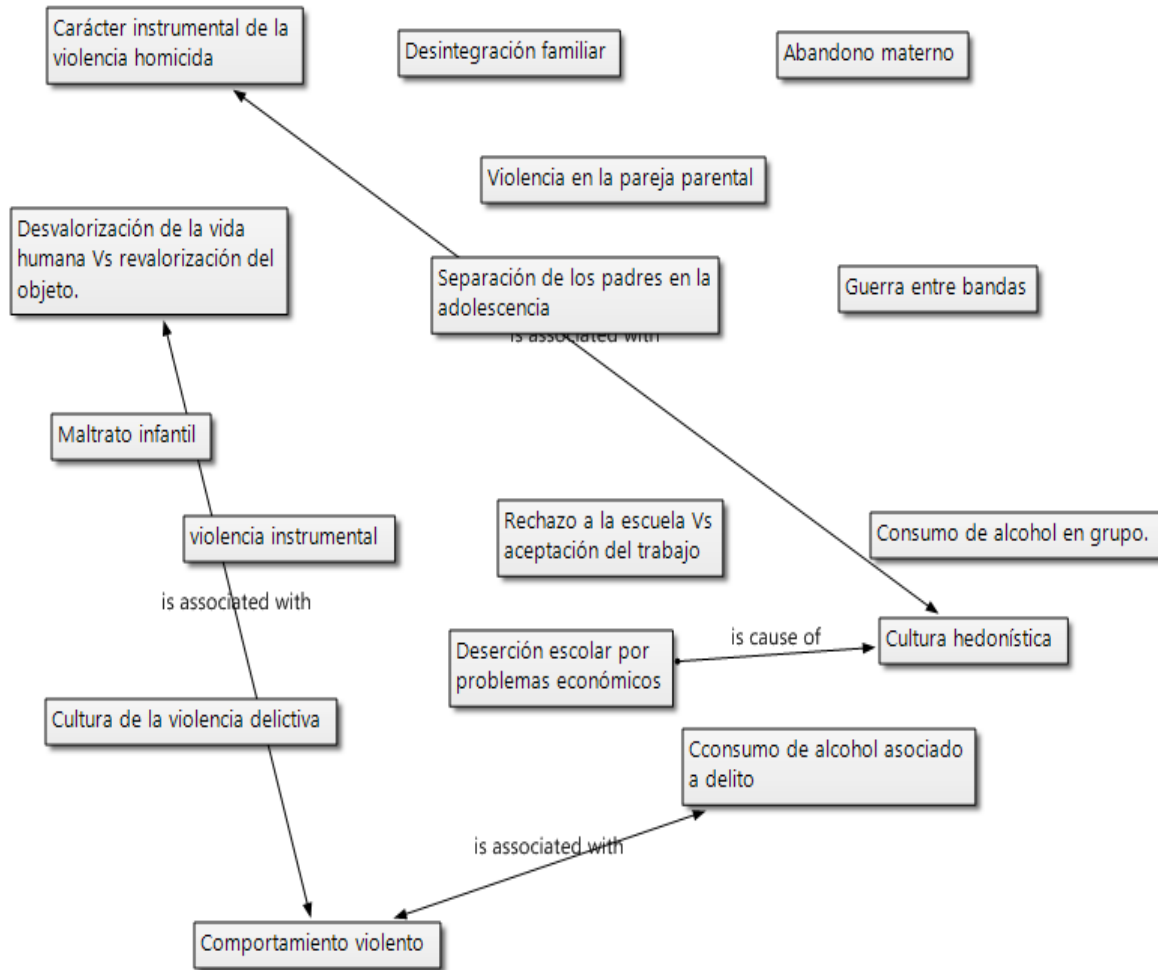 Carácter instrumental de la
violencia homicida
Desintegración familiar
Abandono materno
Violencia en la pareja parental
Desvalorización de la vida
humana Vs revalorización del
objeto.
Separación de los padres en la
adolescencia
Guerra entre bandas
is associated with
Maltrato infantil
violencia instrumental
Rechazo a la escuela Vs
aceptación del trabajo
Consumo de alcohol en grupo.
is associated with
Deserción escolar por
problemas económicos
is cause of
Cultura hedonística
Cultura de la violencia delictiva
Cconsumo de alcohol asociado
a delito
is associated with
Comportamiento violento